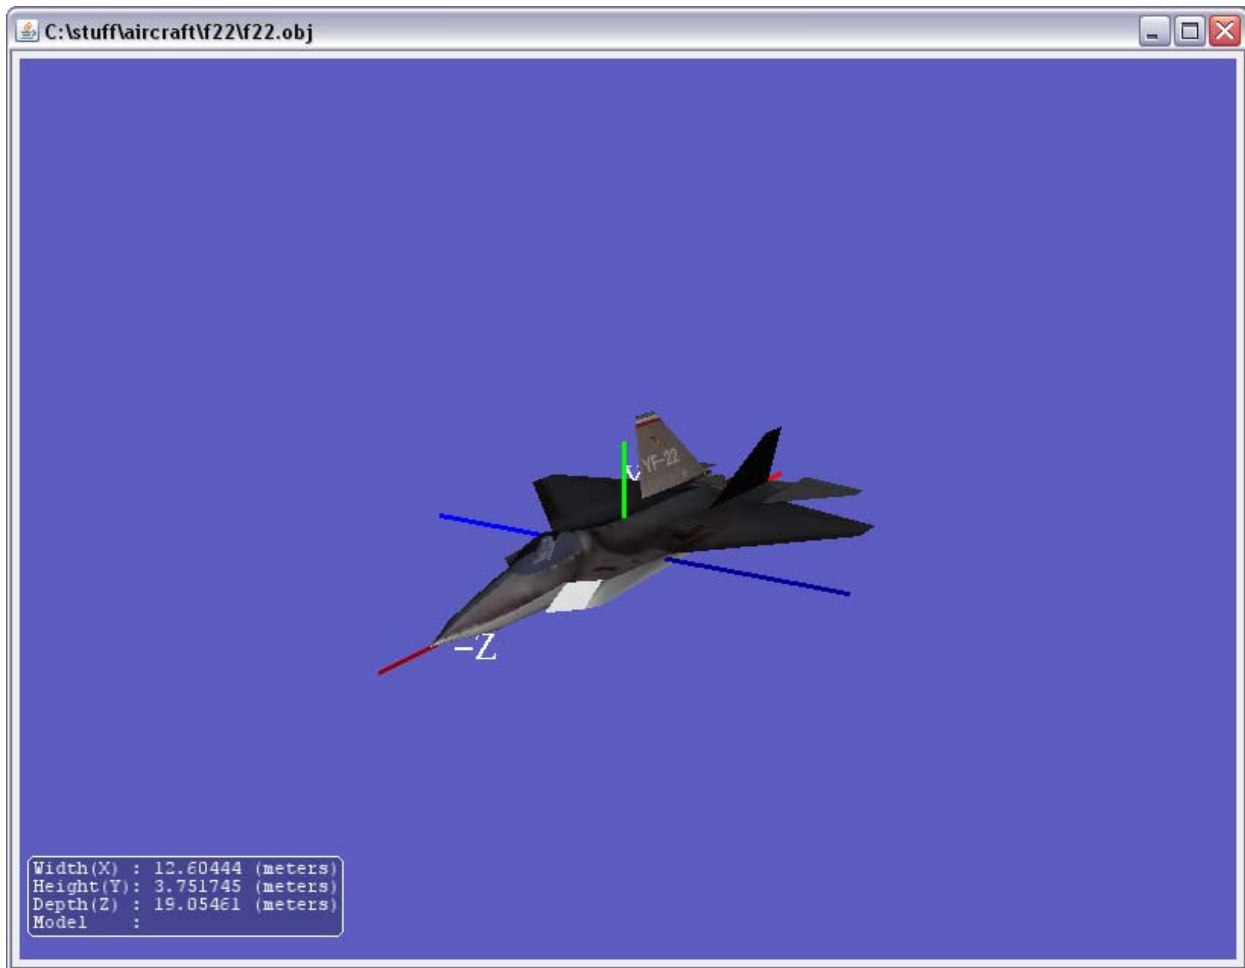 C:\stuff\aircraft\f22\f22.obj
YF-22
-Z
Width(X) : 12.60444 (meters)
Height(Y): 3.751745 (meters)
Depth(Z) : 19.05461 (meters)
Model :